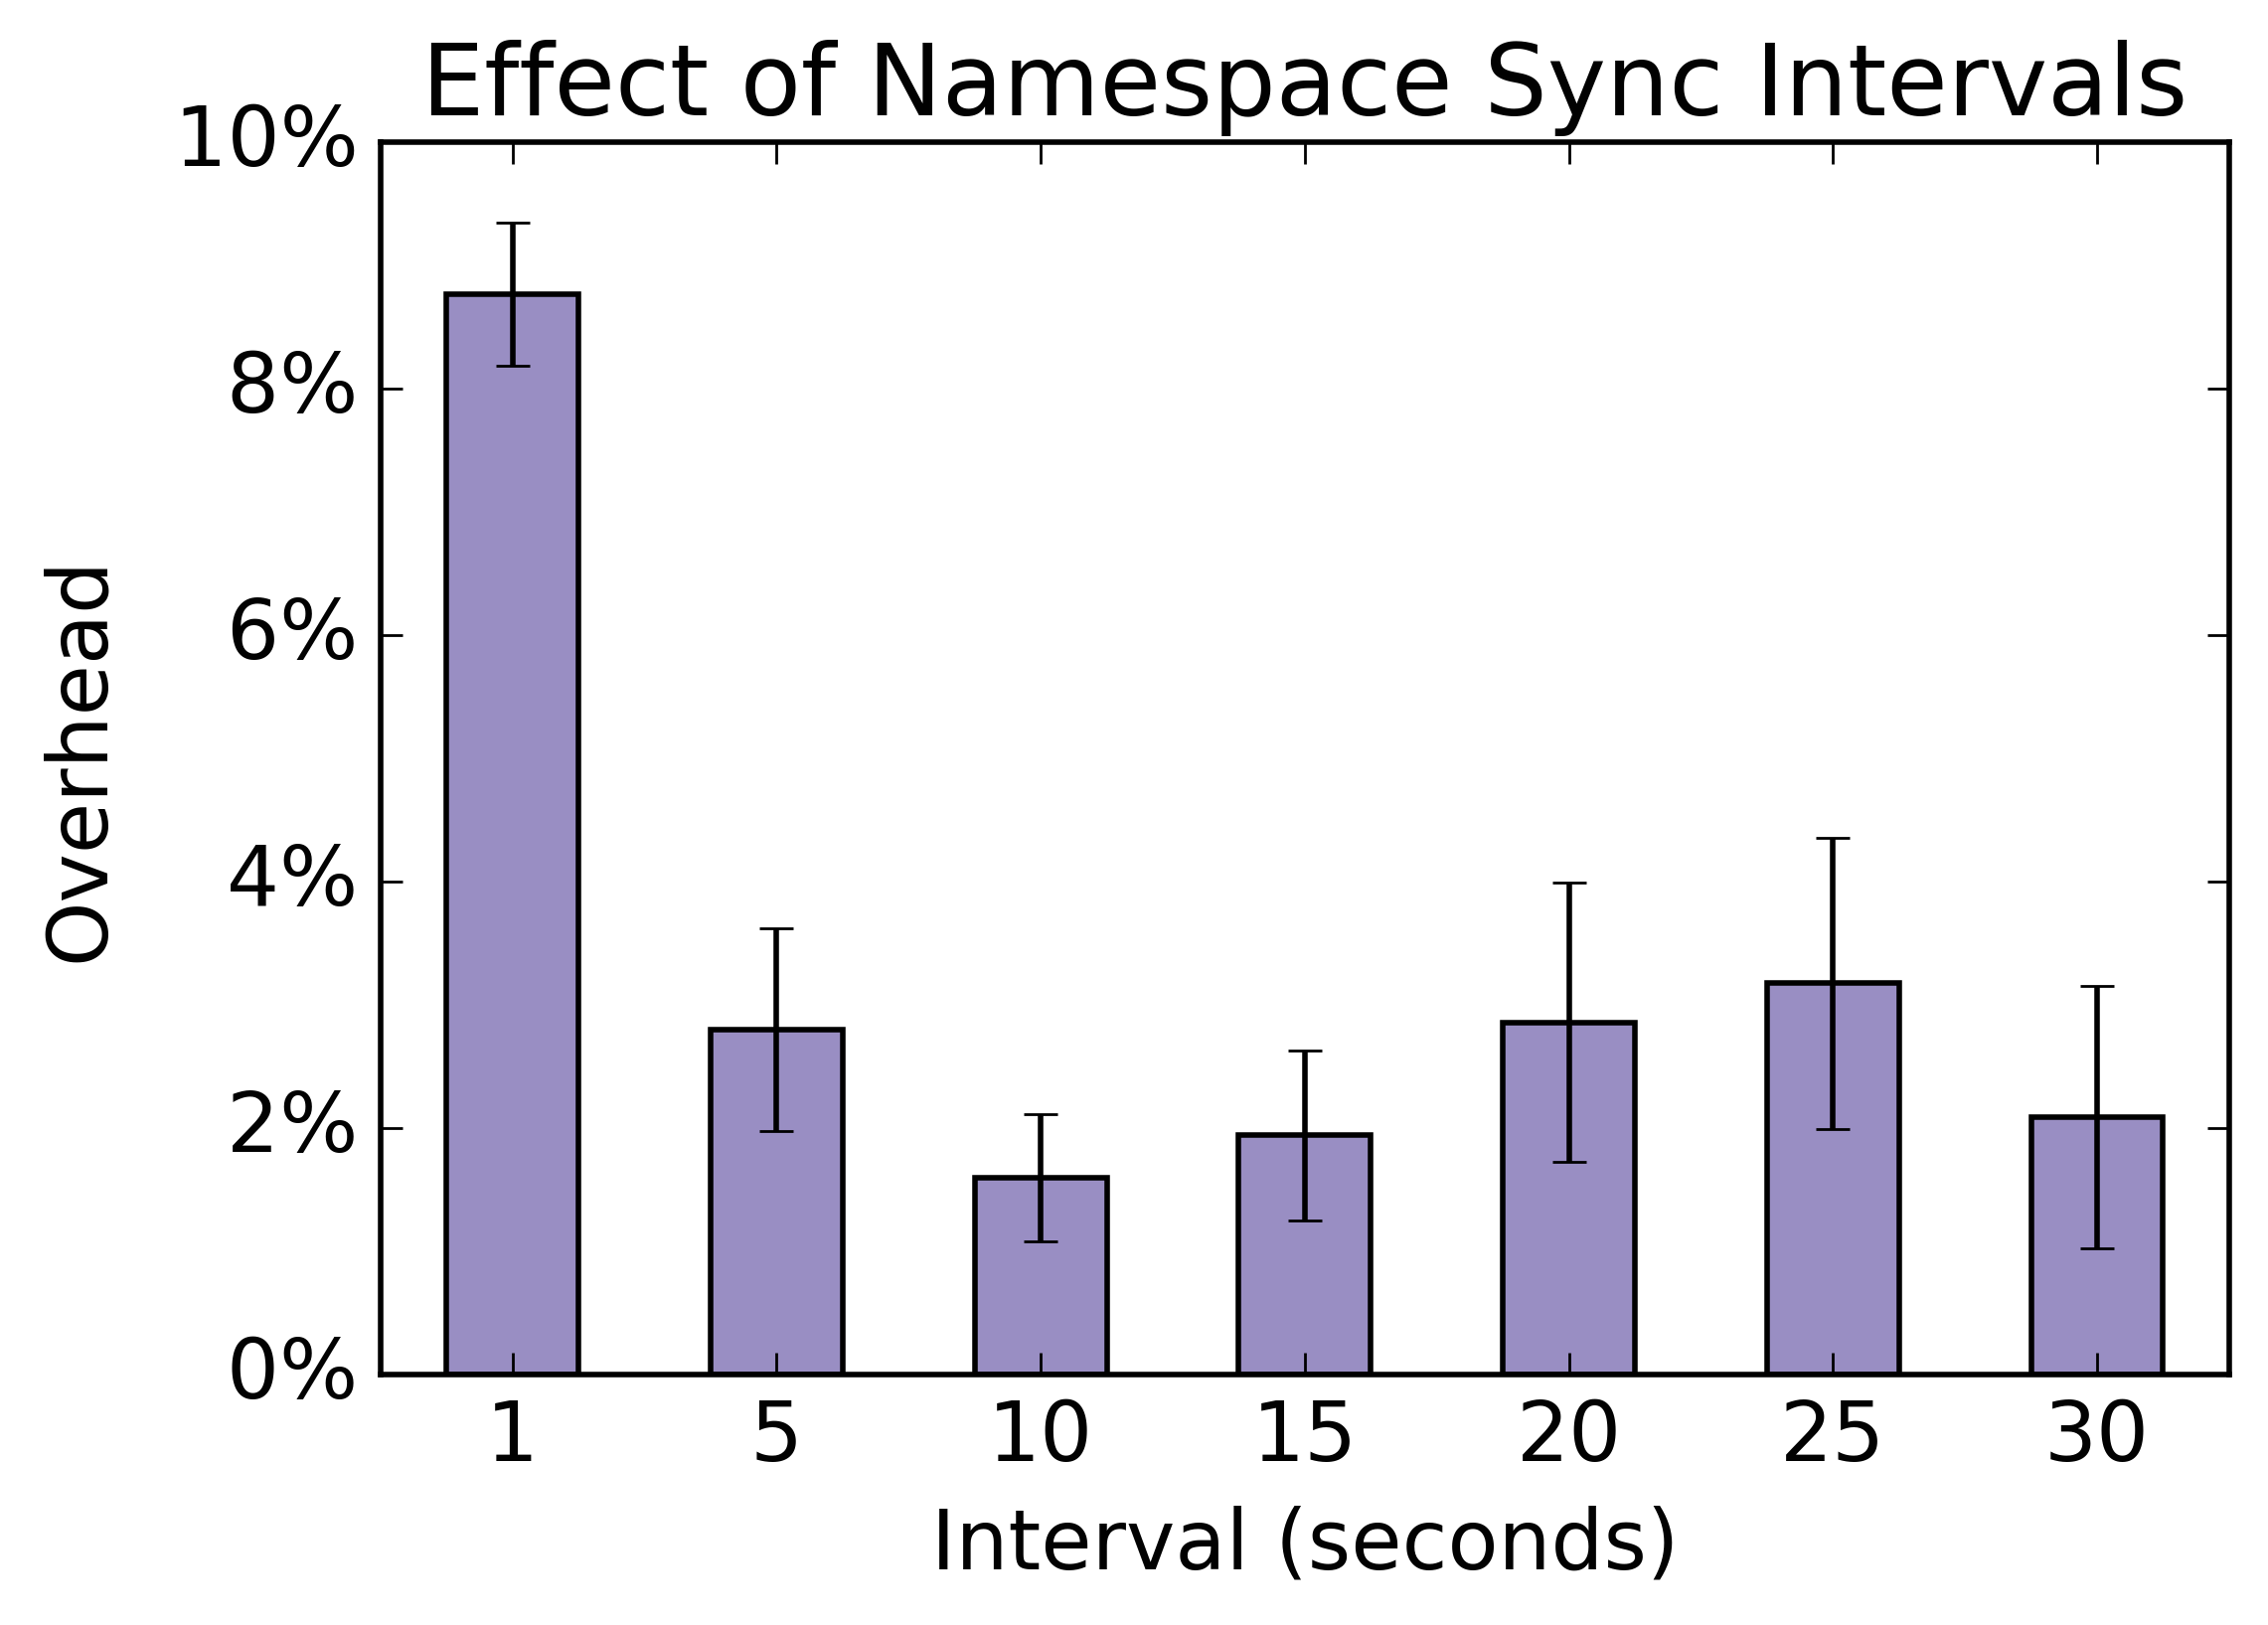 Effect of Namespace Sync Intervals
10%
8%
6%
4%
2%
0%
Overhead
1 5 10 15 20 25 30
Interval (seconds)